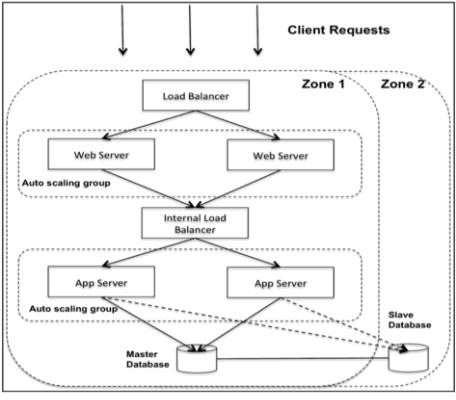 Client Requests
Zone 1
Zone 2
Load Balancer
Web Server
Web Server
Auto scaling group
Internal Load
Balancer
App Server
App Server
Auto scaling group
Slave
Database
Master
Database